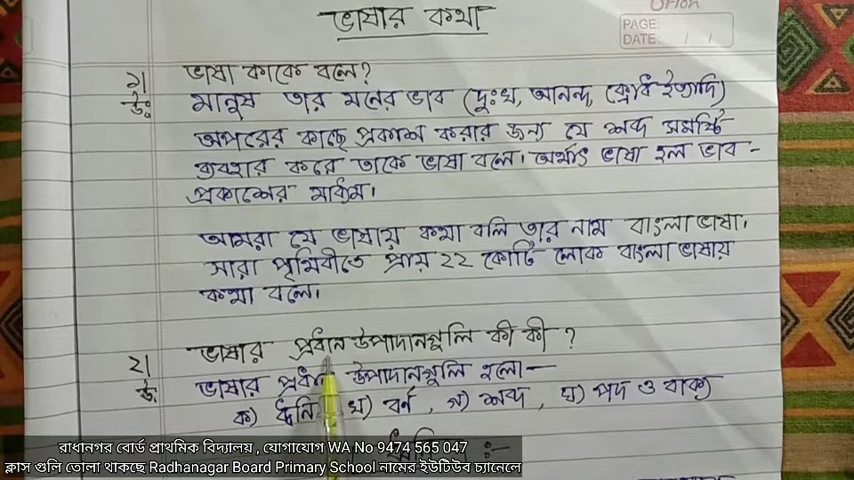 Orion
ভাষার কথা
PAGE:
DATE: / /
১। ভাষা কাকে বলে?
উঃ মানুষ তার মনের ভাব (দুঃখ, আনন্দ, ক্রোধ ইত্যাদি)
অপরের কাছে প্রকাশ করার জন্য যে শব্দ সমষ্টি
ব্যবহার করে তাকে ভাষা বলে। অর্থাৎ ভাষা হল ভাব -
প্রকাশের মাধ্যম।
আমরা যে ভাষায় কথা বলি তার নাম বাংলা ভাষা।
সারা পৃথিবীতে প্রায় ২২ কোটি লোক বাংলা ভাষায়
কথা বলে।
২। ভাষার প্রধান উপাদানগুলি কী কী ?
উঃ ভাষার প্রধান উপাদানগুলি হলো—
ক) ধ্বনি, খ) বর্ন, গ) শব্দ, ঘ) পদ ও বাক্য
রাধানগর বোর্ড প্রাথমিক বিদ্যালয় , যোগাযোগ WA No 9474 565 047
ক্লাস গুলি তোলা থাকছে Radhanagar Board Primary School নামের ইউটিউব চ্যানেলে